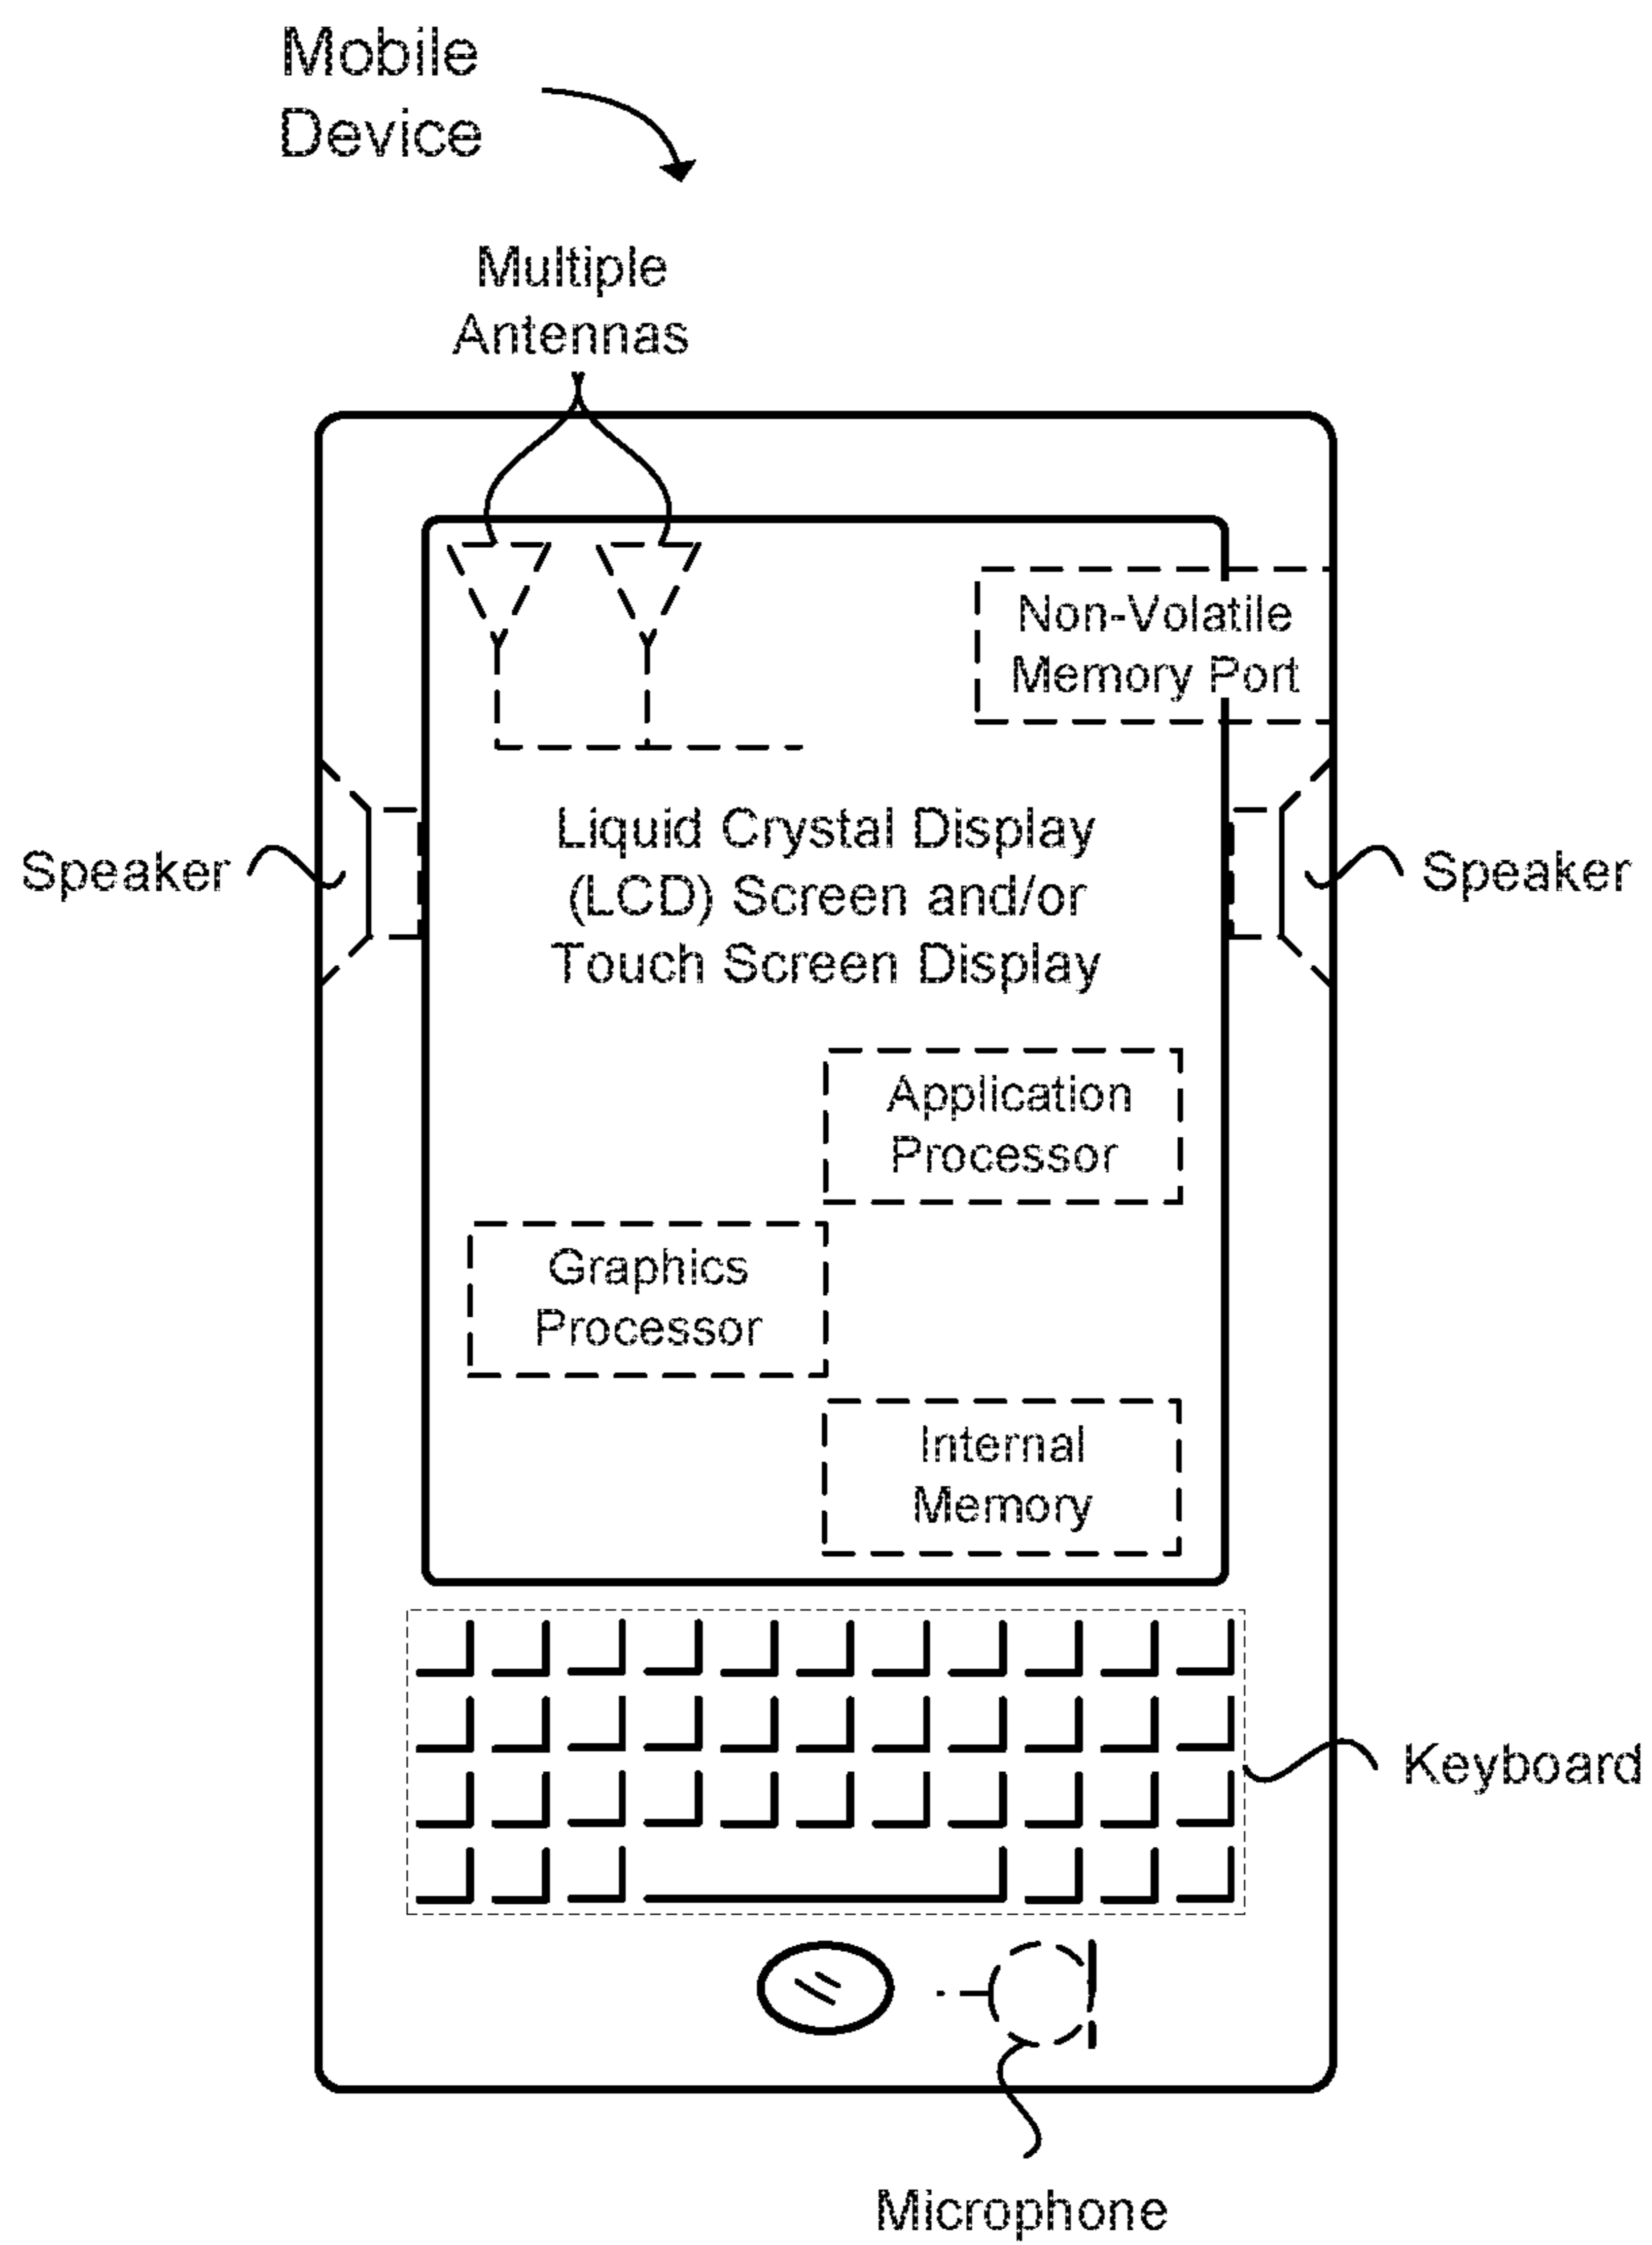 Mobile
Device
Multiple
Antennas
Non-Volatile
Memory Port
Liquid Crystal Display
(LCD) Screen and/or
Touch Screen Display
Speaker
Speaker
Application
Processor
Graphics
Processor
Internal
Memory
Keyboard
Microphone